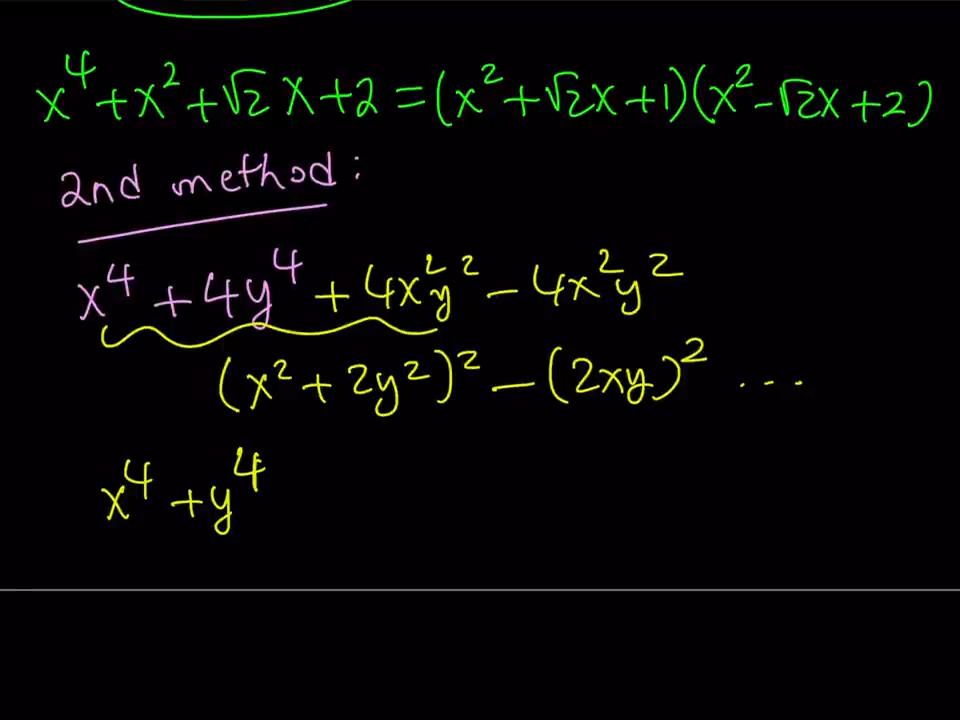 x⁴ + x² + √2 x + 2 = (x² + √2x + 1)(x² - √2x + 2)
2nd method:
x⁴ + 4y⁴ + 4x²y² - 4x²y²
(x² + 2y²)² - (2xy)² ...
x⁴ + y⁴